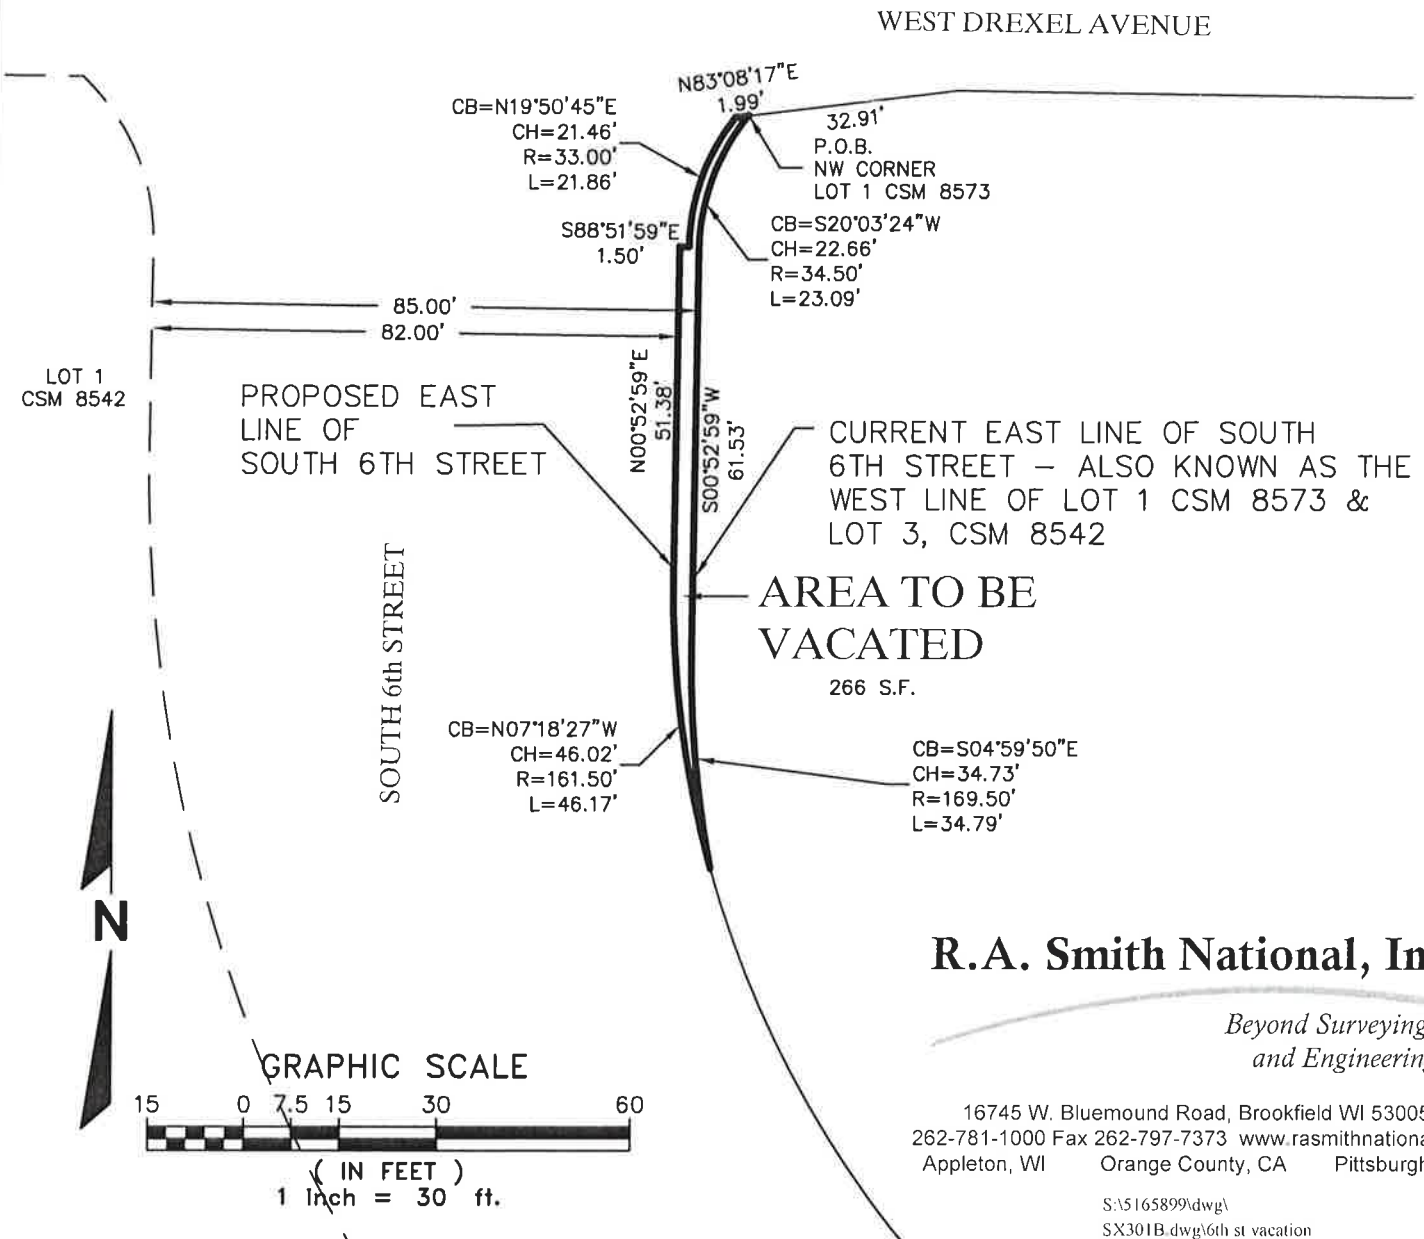 WEST DREXEL AVENUE
N83°08'17"E
1.99'
32.91'
P.O.B.
NW CORNER
LOT 1 CSM 8573
CB=N19°50'45"E
CH=21.46'
R=33.00'
L=21.86'
S88°51'59"E
1.50'
CB=S20°03'24"W
CH=22.66'
R=34.50'
L=23.09'
85.00'
82.00'
LOT 1
CSM 8542
PROPOSED EAST
LINE OF
SOUTH 6TH STREET
N00°52'59"E
51.38'
S00°52'59"W
61.53'
CURRENT EAST LINE OF SOUTH
6TH STREET – ALSO KNOWN AS THE
WEST LINE OF LOT 1 CSM 8573 &
LOT 3, CSM 8542
SOUTH 6th STREET
AREA TO BE
VACATED
266 S.F.
CB=N07°18'27"W
CH=46.02'
R=161.50'
L=46.17'
CB=S04°59'50"E
CH=34.73'
R=169.50'
L=34.79'
N
R.A. Smith National, In
Beyond Surveying
and Engineering
16745 W. Bluemound Road, Brookfield WI 53005
262-781-1000 Fax 262-797-7373 www.rasmithnational
Appleton, WI Orange County, CA Pittsburgh
S:\5165899\dwg\
SX301B.dwg\6th st vacation
GRAPHIC SCALE
15 0 7.5 15 30 60
( IN FEET )
1 inch = 30 ft.